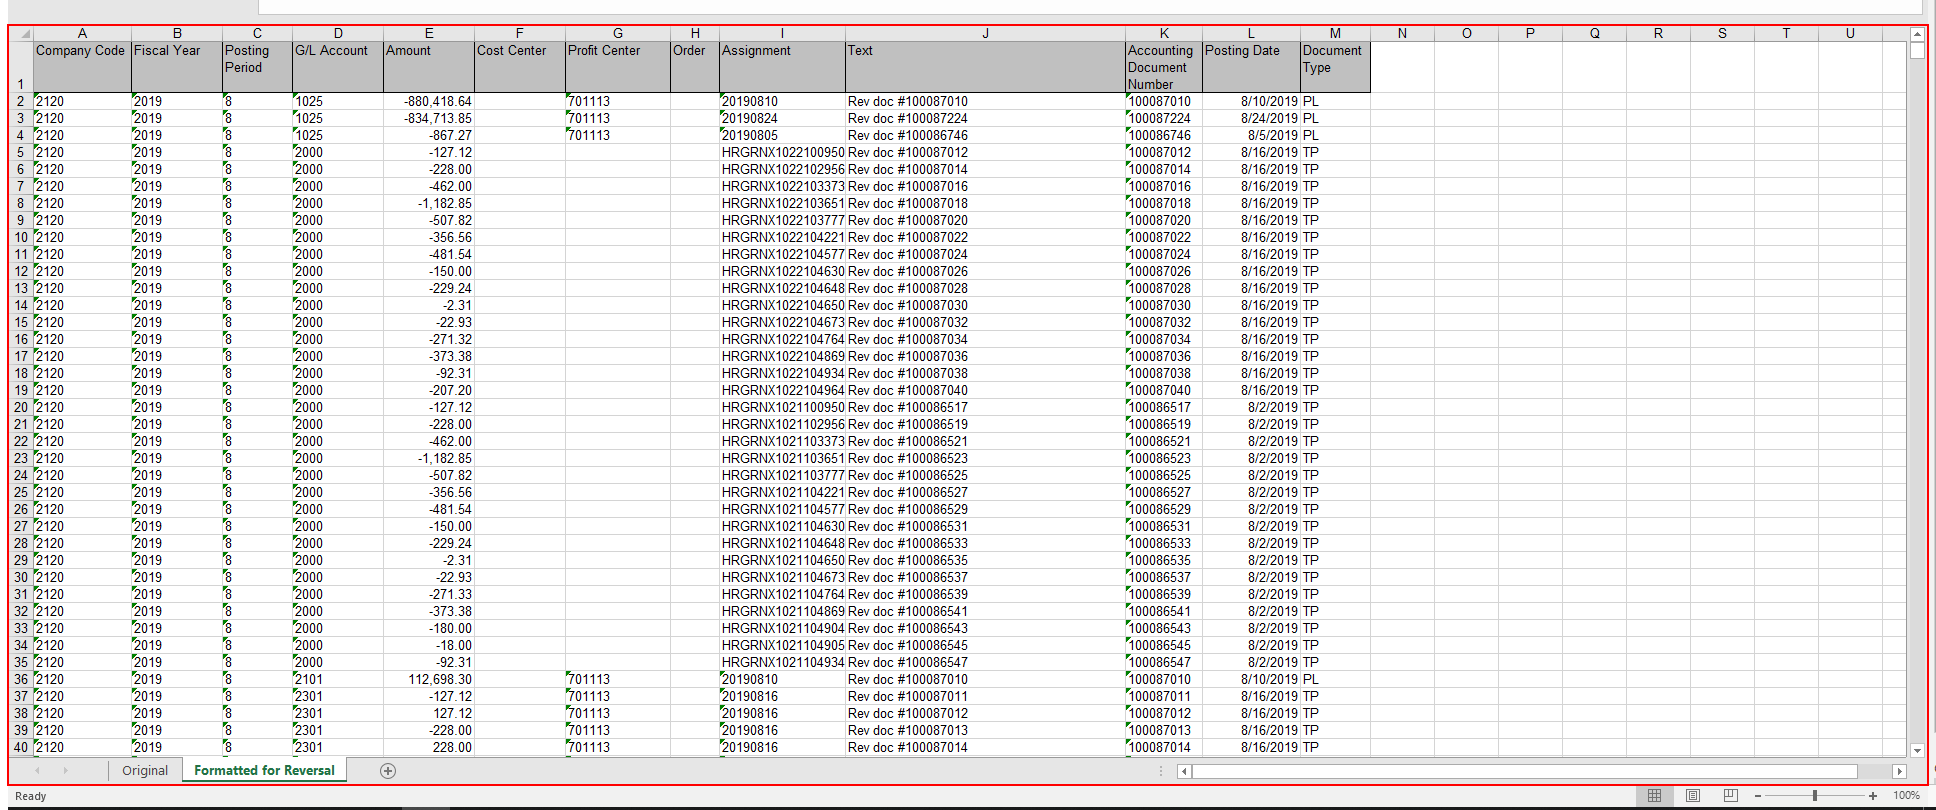 A B C D E F G H I J K L M N O P Q R S T U
Company Code Fiscal Year Posting Period G/L Account Amount Cost Center Profit Center Order Assignment Text Accounting Document Number Posting Date Document Type
1
2 2120 2019 8 1025 -880,418.64 701113 20190810 Rev doc #100087010 100087010 8/10/2019 PL
3 2120 2019 8 1025 -834,713.85 701113 20190824 Rev doc #100087224 100087224 8/24/2019 PL
4 2120 2019 8 1025 -867.27 701113 20190805 Rev doc #100086746 100086746 8/5/2019 PL
5 2120 2019 8 2000 -127.12 HRGRNX1022100950 Rev doc #100087012 100087012 8/16/2019 TP
6 2120 2019 8 2000 -228.00 HRGRNX1022102956 Rev doc #100087014 100087014 8/16/2019 TP
7 2120 2019 8 2000 -462.00 HRGRNX1022103373 Rev doc #100087016 100087016 8/16/2019 TP
8 2120 2019 8 2000 -1,182.85 HRGRNX1022103651 Rev doc #100087018 100087018 8/16/2019 TP
9 2120 2019 8 2000 -507.82 HRGRNX1022103777 Rev doc #100087020 100087020 8/16/2019 TP
10 2120 2019 8 2000 -356.56 HRGRNX1022104221 Rev doc #100087022 100087022 8/16/2019 TP
11 2120 2019 8 2000 -481.54 HRGRNX1022104577 Rev doc #100087024 100087024 8/16/2019 TP
12 2120 2019 8 2000 -150.00 HRGRNX1022104630 Rev doc #100087026 100087026 8/16/2019 TP
13 2120 2019 8 2000 -229.24 HRGRNX1022104648 Rev doc #100087028 100087028 8/16/2019 TP
14 2120 2019 8 2000 -2.31 HRGRNX1022104650 Rev doc #100087030 100087030 8/16/2019 TP
15 2120 2019 8 2000 -22.93 HRGRNX1022104673 Rev doc #100087032 100087032 8/16/2019 TP
16 2120 2019 8 2000 -271.32 HRGRNX1022104764 Rev doc #100087034 100087034 8/16/2019 TP
17 2120 2019 8 2000 -373.38 HRGRNX1022104869 Rev doc #100087036 100087036 8/16/2019 TP
18 2120 2019 8 2000 -92.31 HRGRNX1022104934 Rev doc #100087038 100087038 8/16/2019 TP
19 2120 2019 8 2000 -207.20 HRGRNX1022104964 Rev doc #100087040 100087040 8/16/2019 TP
20 2120 2019 8 2000 -127.12 HRGRNX1021100950 Rev doc #100086517 100086517 8/2/2019 TP
21 2120 2019 8 2000 -228.00 HRGRNX1021102956 Rev doc #100086519 100086519 8/2/2019 TP
22 2120 2019 8 2000 -462.00 HRGRNX1021103373 Rev doc #100086521 100086521 8/2/2019 TP
23 2120 2019 8 2000 -1,182.85 HRGRNX1021103651 Rev doc #100086523 100086523 8/2/2019 TP
24 2120 2019 8 2000 -507.82 HRGRNX1021103777 Rev doc #100086525 100086525 8/2/2019 TP
25 2120 2019 8 2000 -356.56 HRGRNX1021104221 Rev doc #100086527 100086527 8/2/2019 TP
26 2120 2019 8 2000 -481.54 HRGRNX1021104577 Rev doc #100086529 100086529 8/2/2019 TP
27 2120 2019 8 2000 -150.00 HRGRNX1021104630 Rev doc #100086531 100086531 8/2/2019 TP
28 2120 2019 8 2000 -229.24 HRGRNX1021104648 Rev doc #100086533 100086533 8/2/2019 TP
29 2120 2019 8 2000 -2.31 HRGRNX1021104650 Rev doc #100086535 100086535 8/2/2019 TP
30 2120 2019 8 2000 -22.93 HRGRNX1021104673 Rev doc #100086537 100086537 8/2/2019 TP
31 2120 2019 8 2000 -271.33 HRGRNX1021104764 Rev doc #100086539 100086539 8/2/2019 TP
32 2120 2019 8 2000 -373.38 HRGRNX1021104869 Rev doc #100086541 100086541 8/2/2019 TP
33 2120 2019 8 2000 -180.00 HRGRNX1021104904 Rev doc #100086543 100086543 8/2/2019 TP
34 2120 2019 8 2000 -18.00 HRGRNX1021104905 Rev doc #100086545 100086545 8/2/2019 TP
35 2120 2019 8 2000 -92.31 HRGRNX1021104934 Rev doc #100086547 100086547 8/2/2019 TP
36 2120 2019 8 2101 112,698.30 701113 20190810 Rev doc #100087010 100087010 8/10/2019 PL
37 2120 2019 8 2301 -127.12 701113 20190816 Rev doc #100087011 100087011 8/16/2019 TP
38 2120 2019 8 2301 127.12 701113 20190816 Rev doc #100087012 100087012 8/16/2019 TP
39 2120 2019 8 2301 -228.00 701113 20190816 Rev doc #100087013 100087013 8/16/2019 TP
40 2120 2019 8 2301 228.00 701113 20190816 Rev doc #100087014 100087014 8/16/2019 TP
Original Formatted for Reversal
Ready 100%